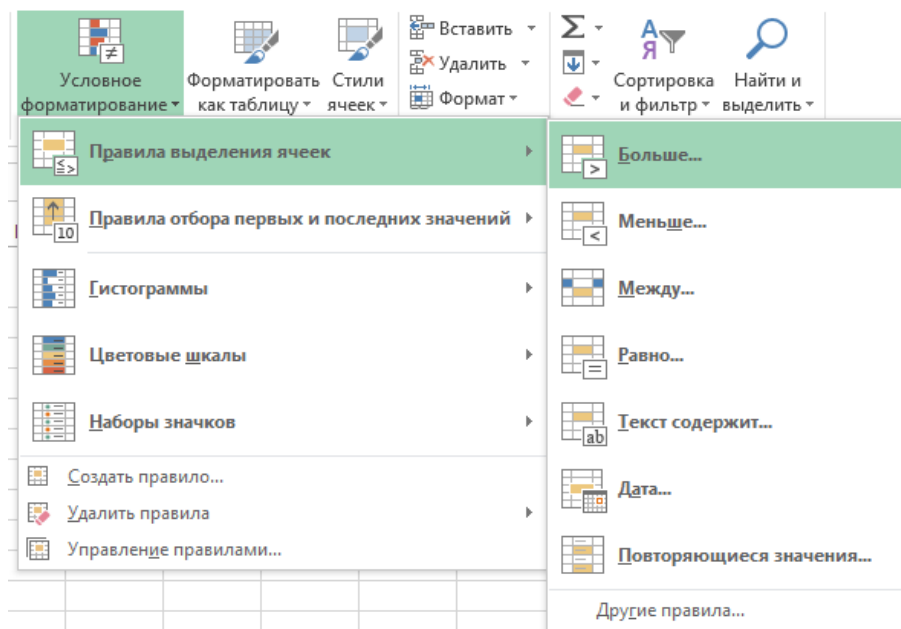 Условное форматирование
Форматировать как таблицу
Стили ячеек
Вставить
Удалить
Формат
Σ
А
Я
Сортировка и фильтр
Найти и выделить
Правила выделения ячеек
Правила отбора первых и последних значений
10
Гистограммы
Цветовые шкалы
Наборы значков
Создать правило...
Удалить правила
Управление правилами...
Больше...
Меньше...
Между...
Равно...
Текст содержит...
ab
Дата...
Повторяющиеся значения...
Другие правила...